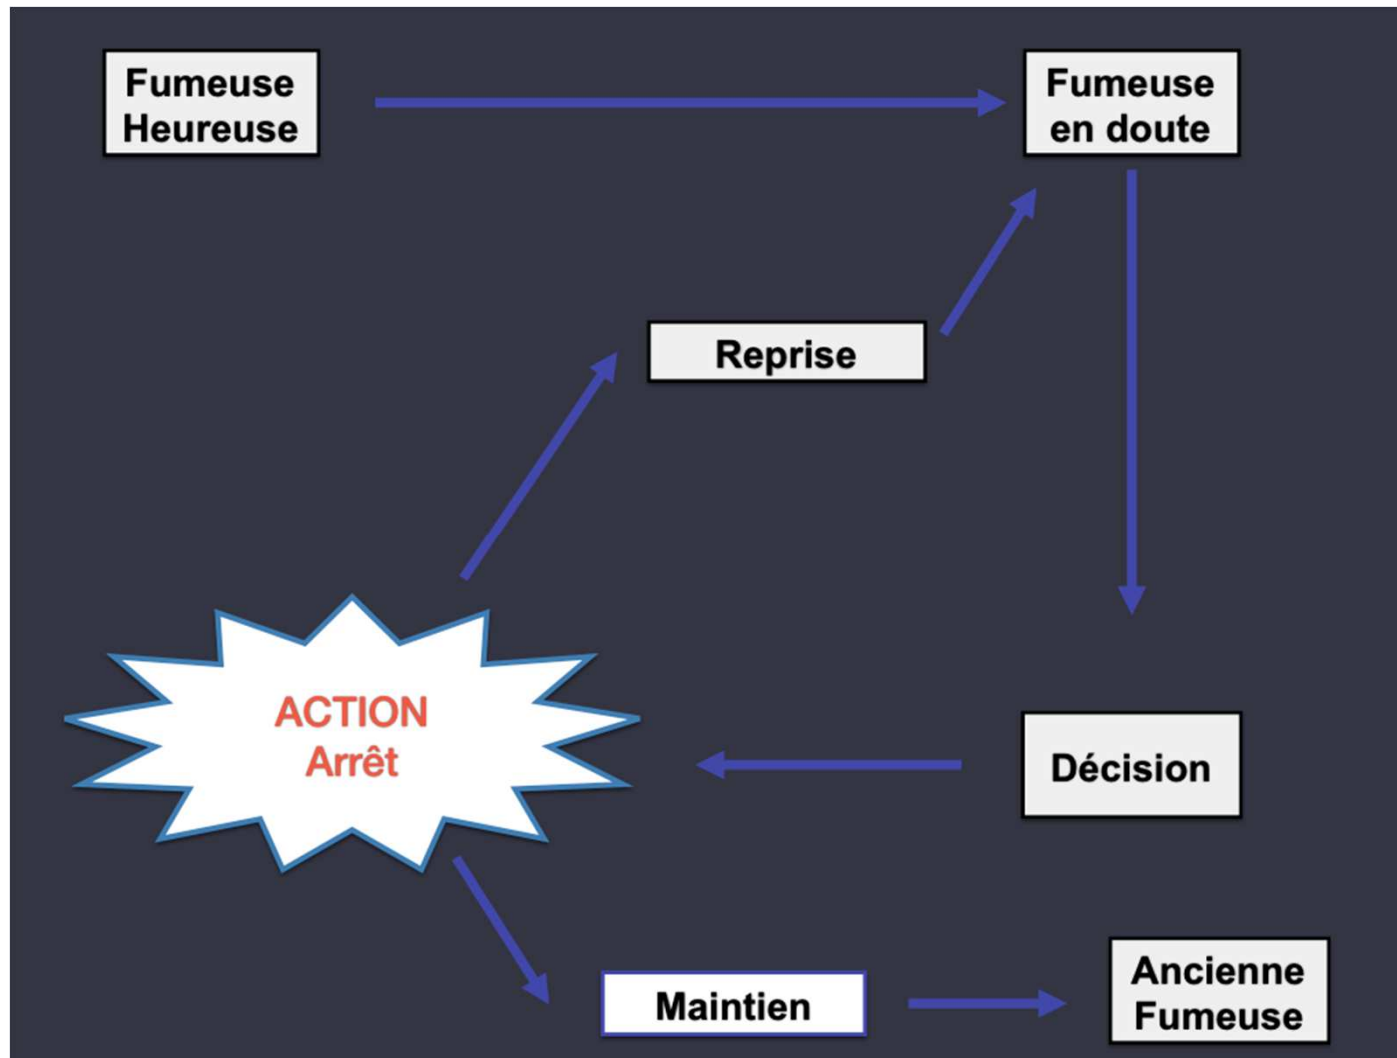 Fumeuse
Heureuse
Fumeuse
en doute
Reprise
ACTION
Arrêt
Décision
Maintien
Ancienne
Fumeuse